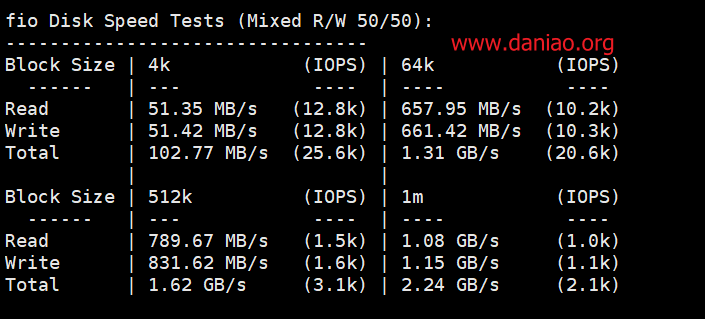 fio Disk Speed Tests (Mixed R/W 50/50):
---------------------------------
www.daniao.org
Block Size | 4k            (IOPS) | 64k           (IOPS)
  ------   | ---            ----  | ----           ----
Read       | 51.35 MB/s   (12.8k) | 657.95 MB/s  (10.2k)
Write      | 51.42 MB/s   (12.8k) | 661.42 MB/s  (10.3k)
Total      | 102.77 MB/s  (25.6k) | 1.31 GB/s    (20.6k)
           |                      |
Block Size | 512k          (IOPS) | 1m            (IOPS)
  ------   | ---            ----  | ----           ----
Read       | 789.67 MB/s   (1.5k) | 1.08 GB/s     (1.0k)
Write      | 831.62 MB/s   (1.6k) | 1.15 GB/s     (1.1k)
Total      | 1.62 GB/s     (3.1k) | 2.24 GB/s     (2.1k)